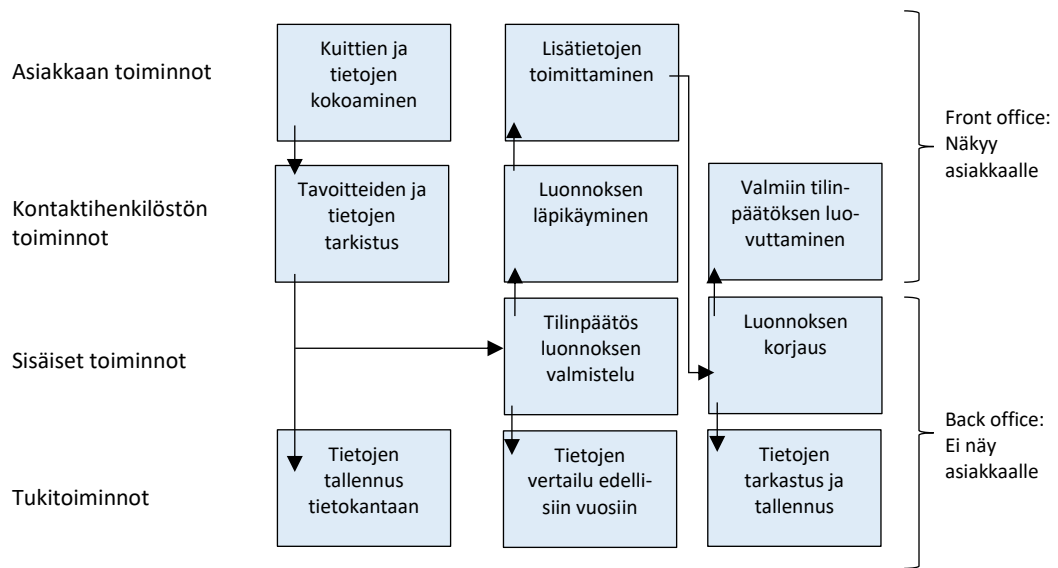 Asiakkaan toiminnot
Kuittien ja
tietojen
kokoaminen
Lisätietojen
toimittaminen
Front office:
Näkyy
asiakkaalle
Kontaktihenkilöstön
toiminnot
Tavoitteiden ja
tietojen
tarkistus
Luonnoksen
läpikäyminen
Valmiin tilin-
päätöksen luo-
vuttaminen
Sisäiset toiminnot
Tilinpäätös
luonnoksen
valmistelu
Luonnoksen
korjaus
Back office:
Ei näy
asiakkaalle
Tukitoiminnot
Tietojen
tallennus
tietokantaan
Tietojen
vertailu edelli-
siin vuosiin
Tietojen
tarkastus ja
tallennus